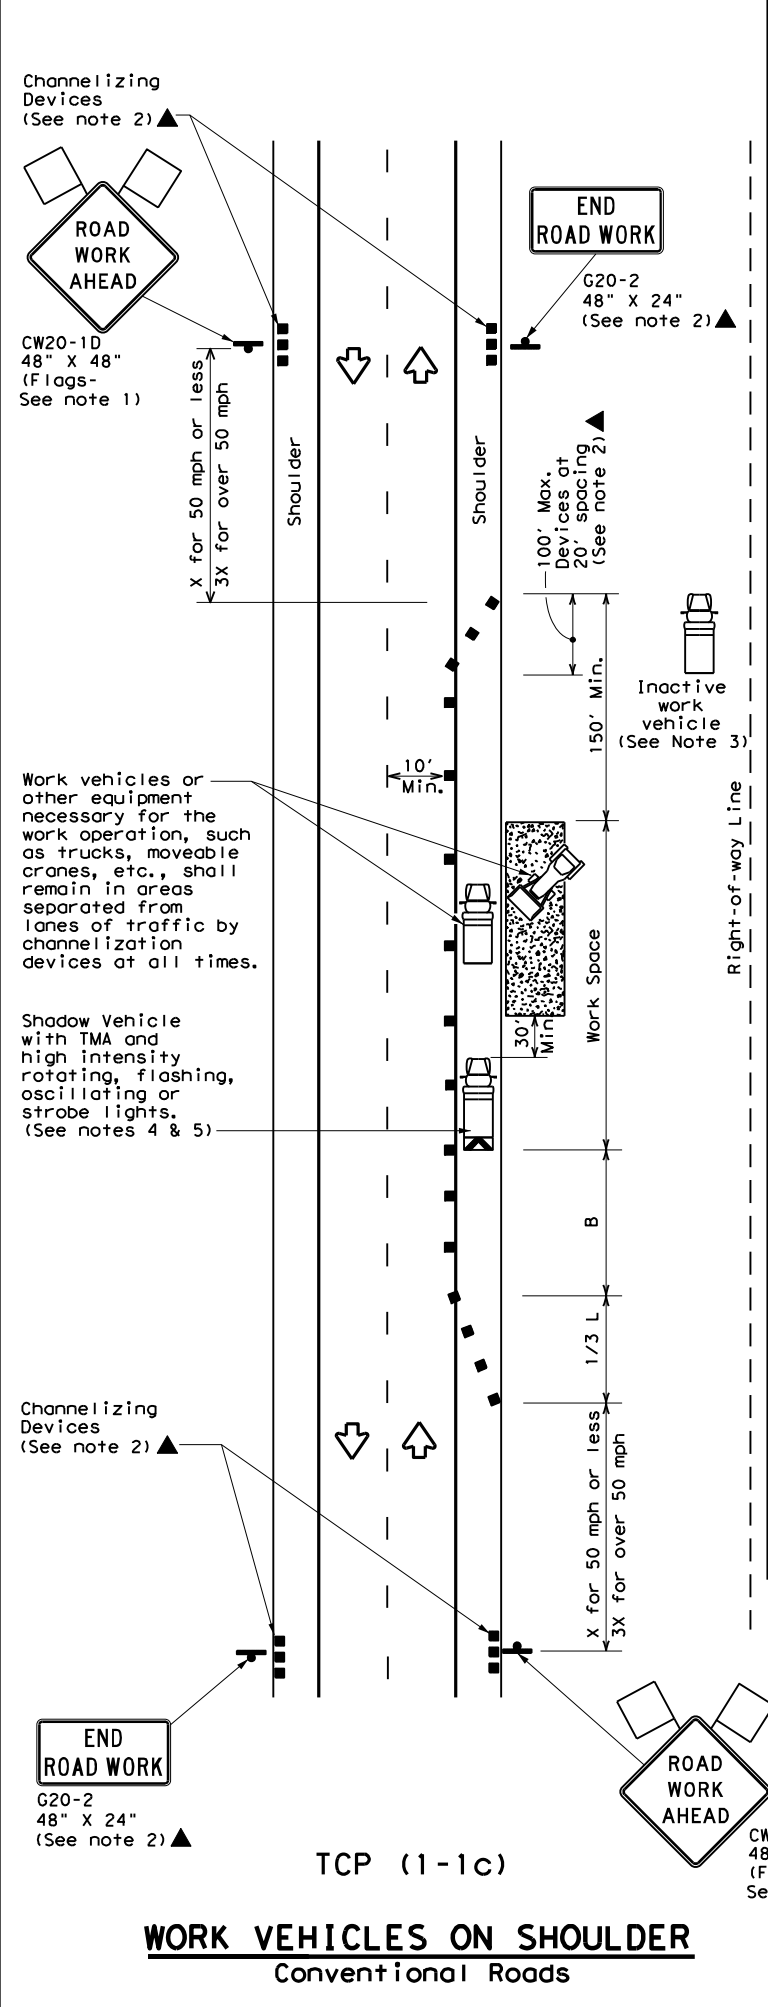 Channelizing
Devices
(See note 2)
ROAD
WORK
AHEAD
CW20-1D
48" X 48"
(Flags-
See note 1)
END
ROAD WORK
G20-2
48" X 24"
(See note 2)
X for 50 mph or less
3X for over 50 mph
Shoulder
Shoulder
100' Max.
Devices at
20' spacing
(See note 2)
150' Min.
Inactive
work
vehicle
(See Note 3)
10'
Min.
Work vehicles or
other equipment
necessary for the
work operation, such
as trucks, moveable
cranes, etc., shall
remain in areas
separated from
lanes of traffic by
channelization
devices at all times.
Right-of-way Line
Work Space
30'
Min.
Shadow Vehicle
with TMA and
high intensity
rotating, flashing,
oscillating or
strobe lights.
(See notes 4 & 5)
B
1/3 L
Channelizing
Devices
(See note 2)
X for 50 mph or less
3X for over 50 mph
END
ROAD WORK
G20-2
48" X 24"
(See note 2)
ROAD
WORK
AHEAD
CW
48
(F
Se
TCP (1-1c)
WORK VEHICLES ON SHOULDER
Conventional Roads